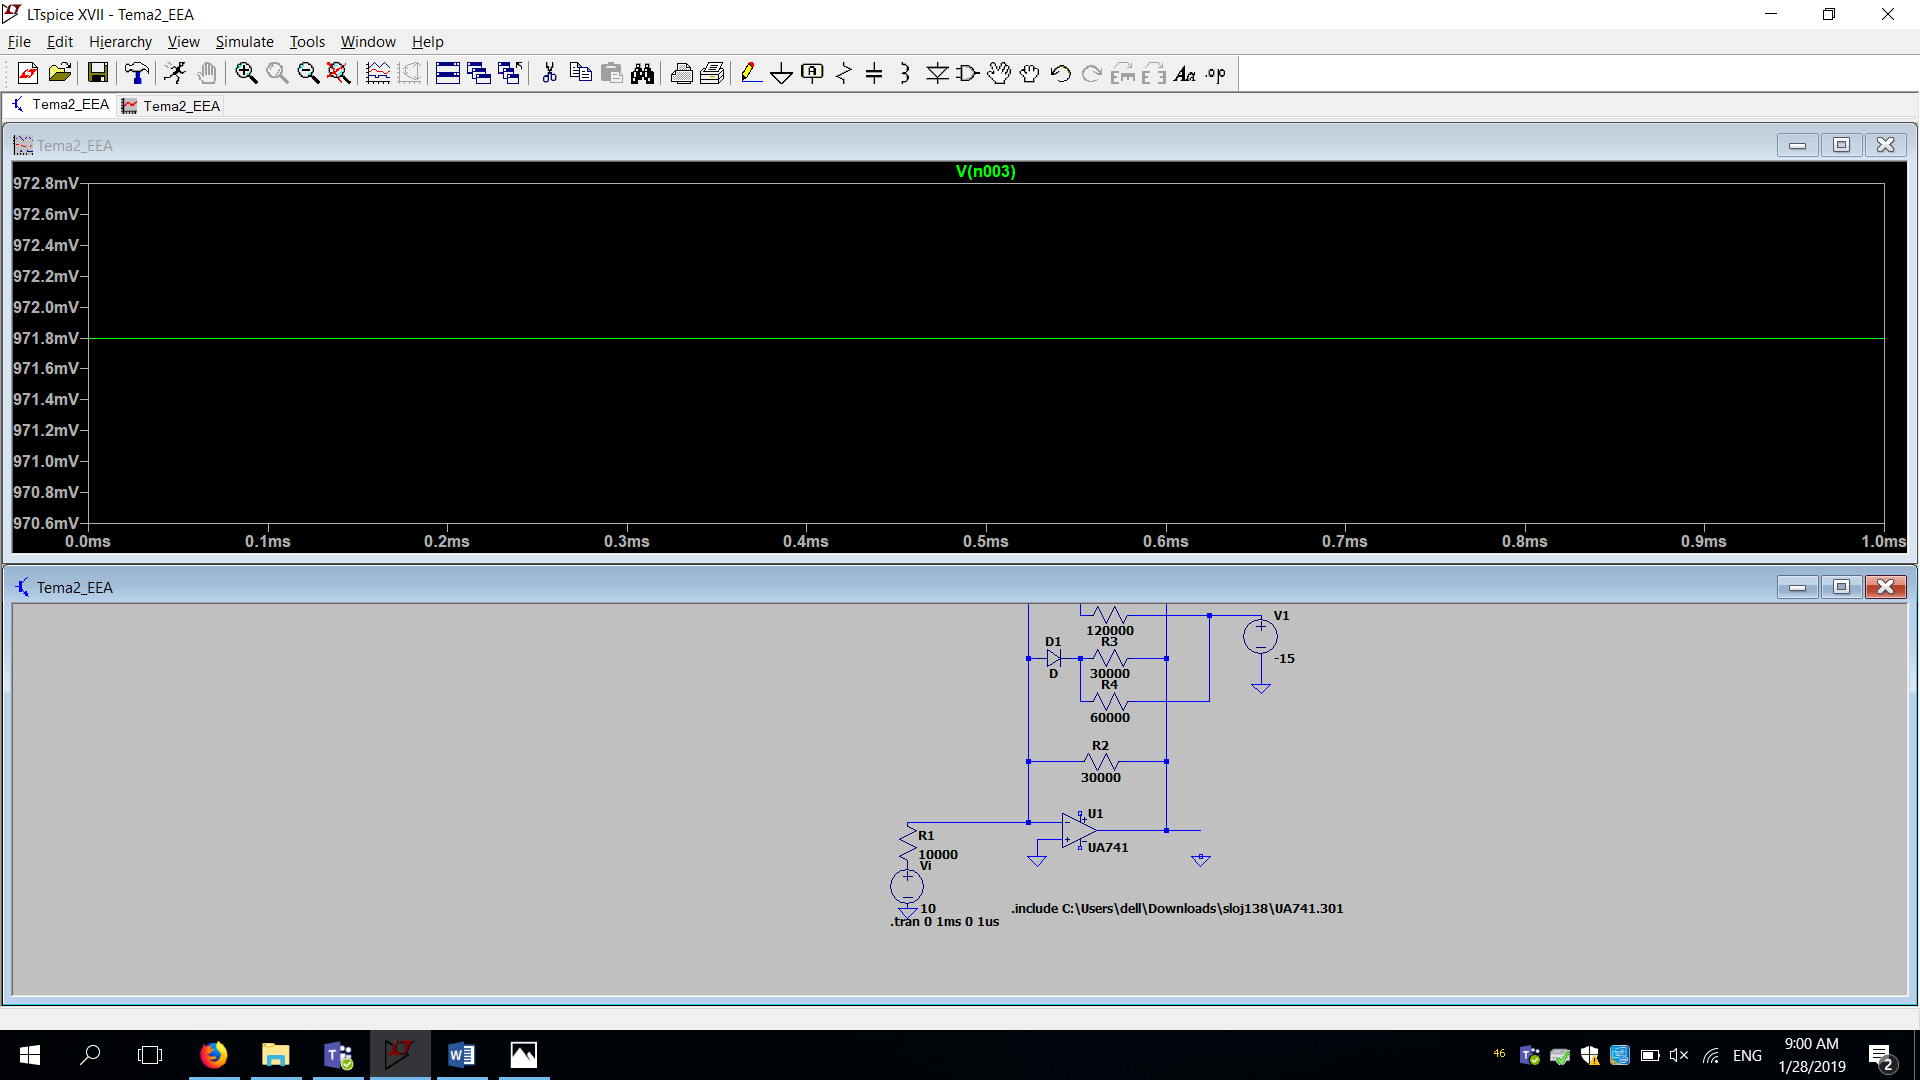 LTspice XVII - Tema2_EEA
File Edit Hierarchy View Simulate Tools Window Help
Tema2_EEA Tema2_EEA
Tema2_EEA
V(n003)
972.8mV
972.6mV
972.4mV
972.2mV
972.0mV
971.8mV
971.6mV
971.4mV
971.2mV
971.0mV
970.8mV
970.6mV
0.0ms 0.1ms 0.2ms 0.3ms 0.4ms 0.5ms 0.6ms 0.7ms 0.8ms 0.9ms 1.0ms
Tema2_EEA
V1
120000
D1 R3
-15
D 30000
R4
60000
R2
30000
U1
R1
UA741
10000
Vi
10 .include C:\Users\dell\Downloads\sloj138\UA741.301
.tran 0 1ms 0 1us
46 ENG 9:00 AM
1/28/2019
2